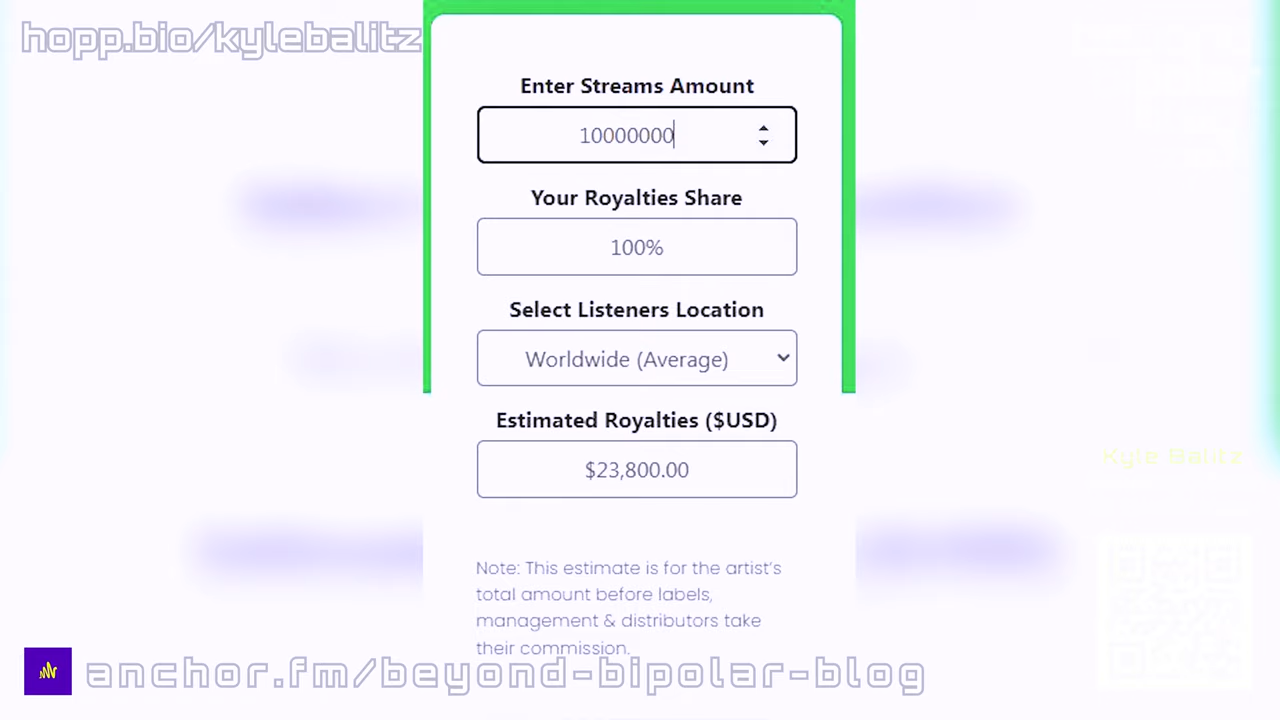 hopp.bio/kylebalitz
Enter Streams Amount
10000000
Your Royalties Share
100%
Select Listeners Location
Worldwide (Average)
Estimated Royalties ($USD)
$23,800.00
Kyle Balitz
Note: This estimate is for the artist's
total amount before labels,
management & distributors take
their commission.
anchor.fm/beyond-bipolar-blog